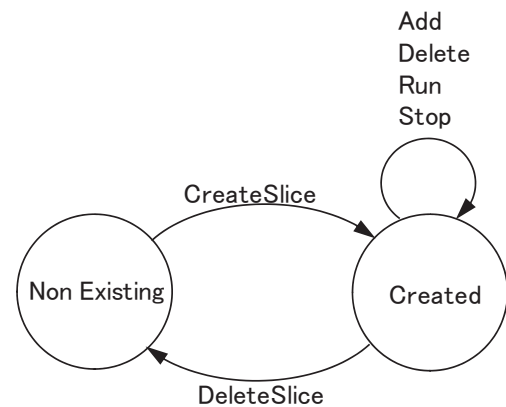 Add
Delete
Run
Stop
CreateSlice
Non Existing
Created
DeleteSlice